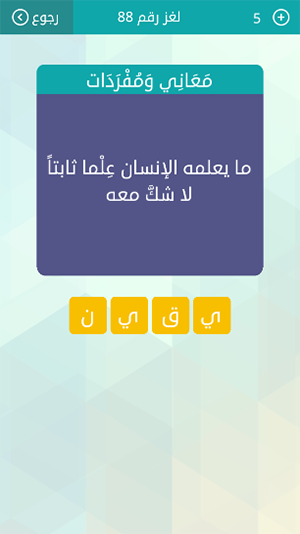 5 لغز رقم 88 رجوع
مَعَانِي وَمُفْرَدَات
ما يعلمه الإنسان عِلْما ثابتاً
لا شكَّ معه
ي ق ي ن